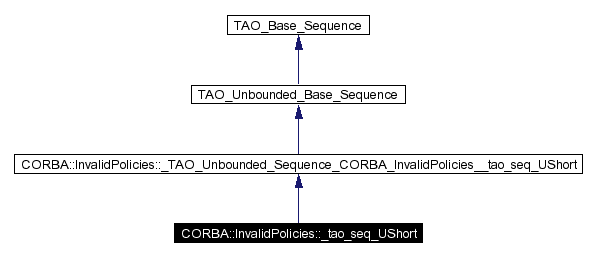 TAO_Base_Sequence
TAO_Unbounded_Base_Sequence
CORBA::InvalidPolicies::_TAO_Unbounded_Sequence_CORBA_InvalidPolicies__tao_seq_UShort
CORBA::InvalidPolicies::_tao_seq_UShort